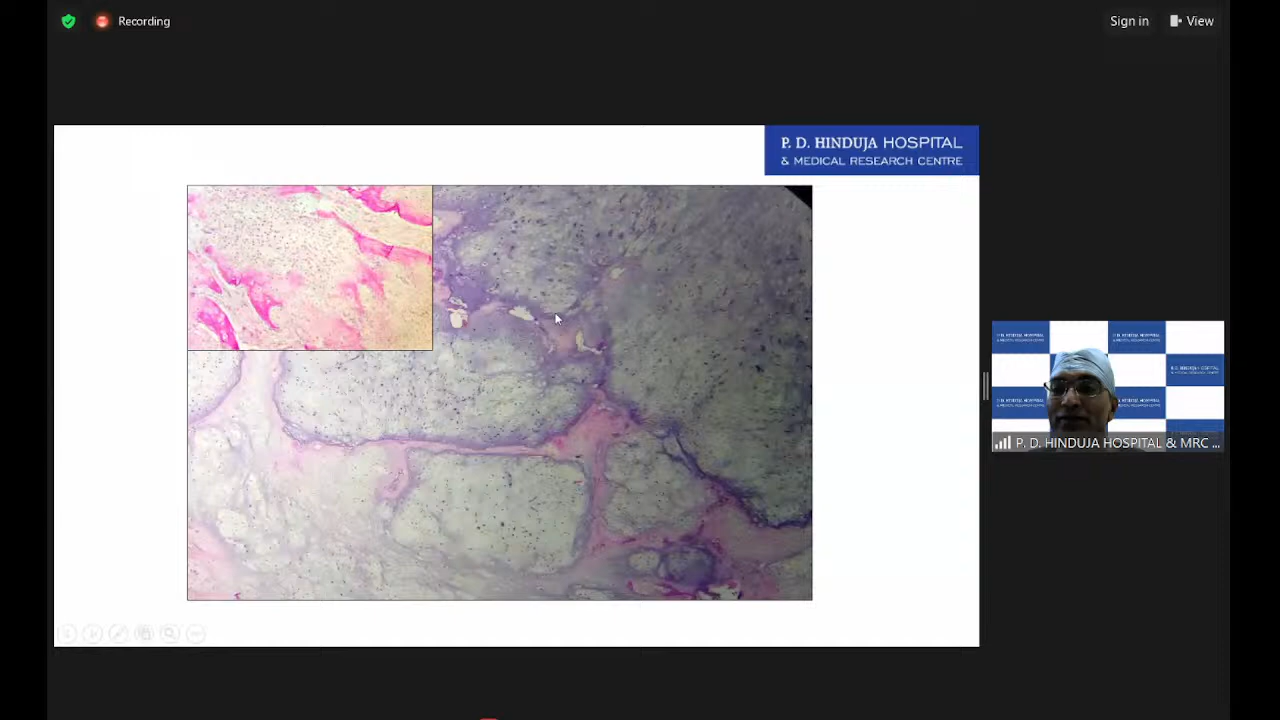 Recording
Sign in
View
P. D. HINDUJA HOSPITAL
& MEDICAL RESEARCH CENTRE
P. D. HINDUJA HOSPITAL & MRC ...